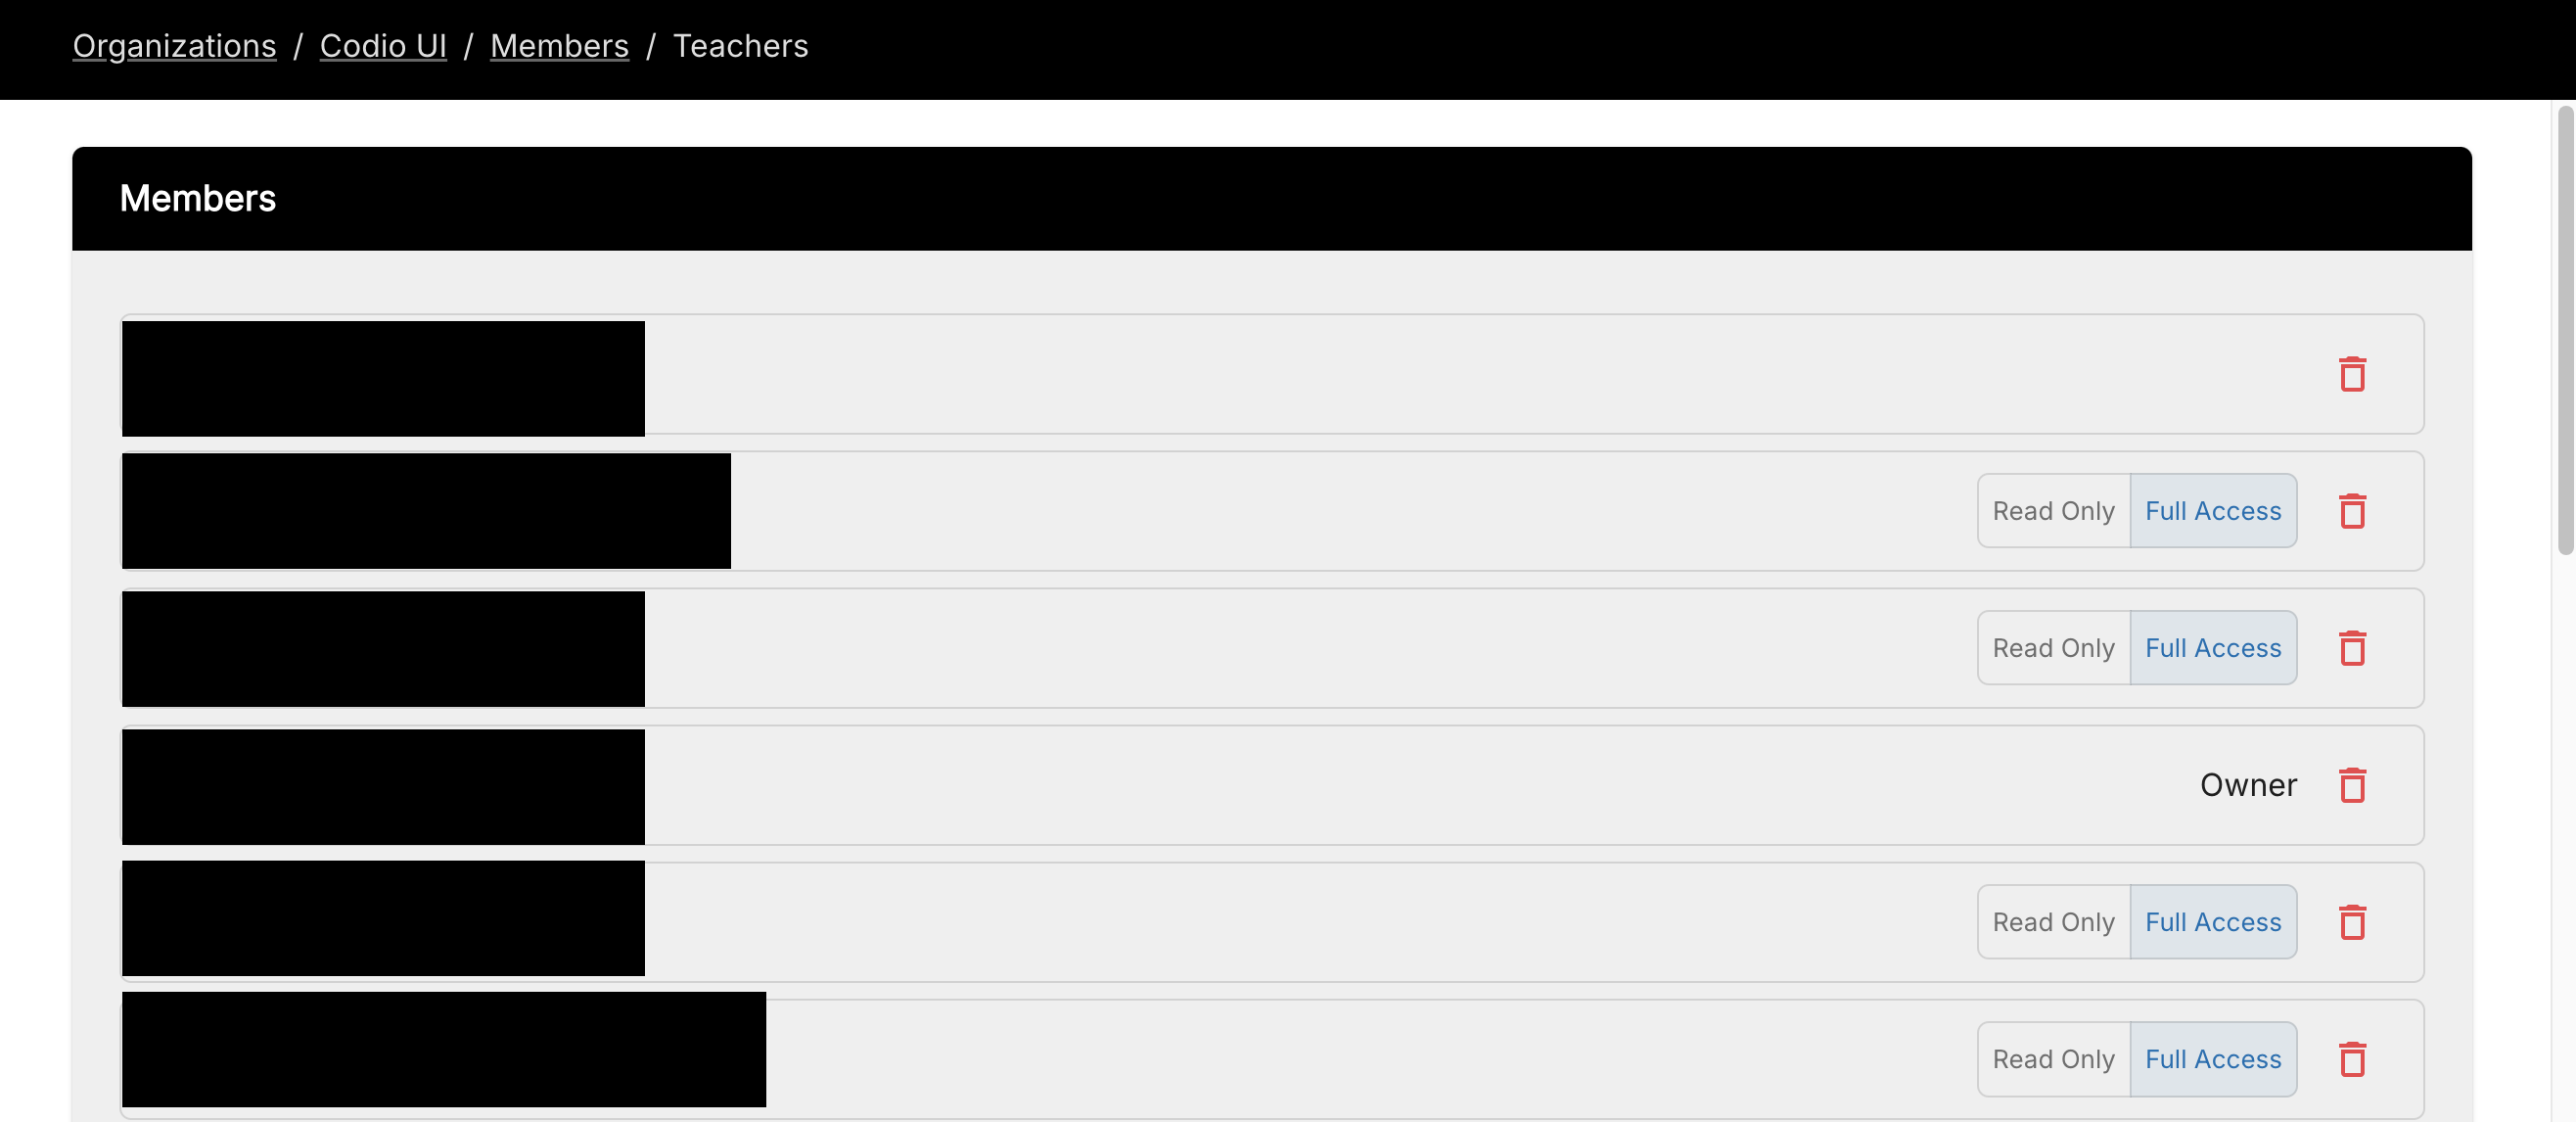 Organizations / Codio UI / Members / Teachers
Members
Read Only Full Access
Read Only Full Access
Owner
Read Only Full Access
Read Only Full Access